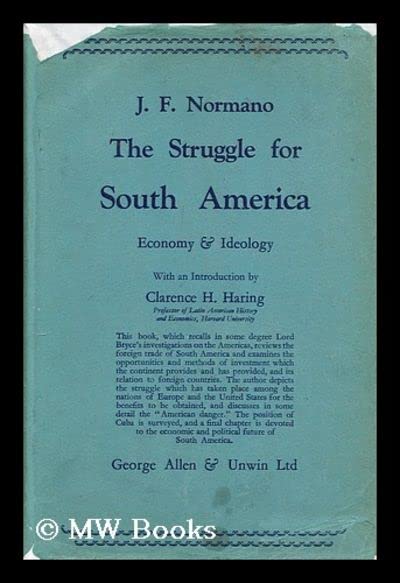 J. F. Normano
The Struggle for
South America
Economy & Ideology
With an Introduction by
Clarence H. Haring
Professor of Latin American History
and Economics, Harvard University
This book, which recalls in some degree Lord
Bryce's investigations on the Americas, reviews the
foreign trade of South America and examines the
opportunities and methods of investment which
the continent provides and has provided, and its
relation to foreign countries. The author depicts
the struggle which has taken place among the
nations of Europe and the United States for the
benefits to be obtained, and discusses in some
detail the "American danger." The position of
Cuba is surveyed, and a final chapter is devoted
to the economic and political future of
South America.
George Allen & Unwin Ltd
© MW Books